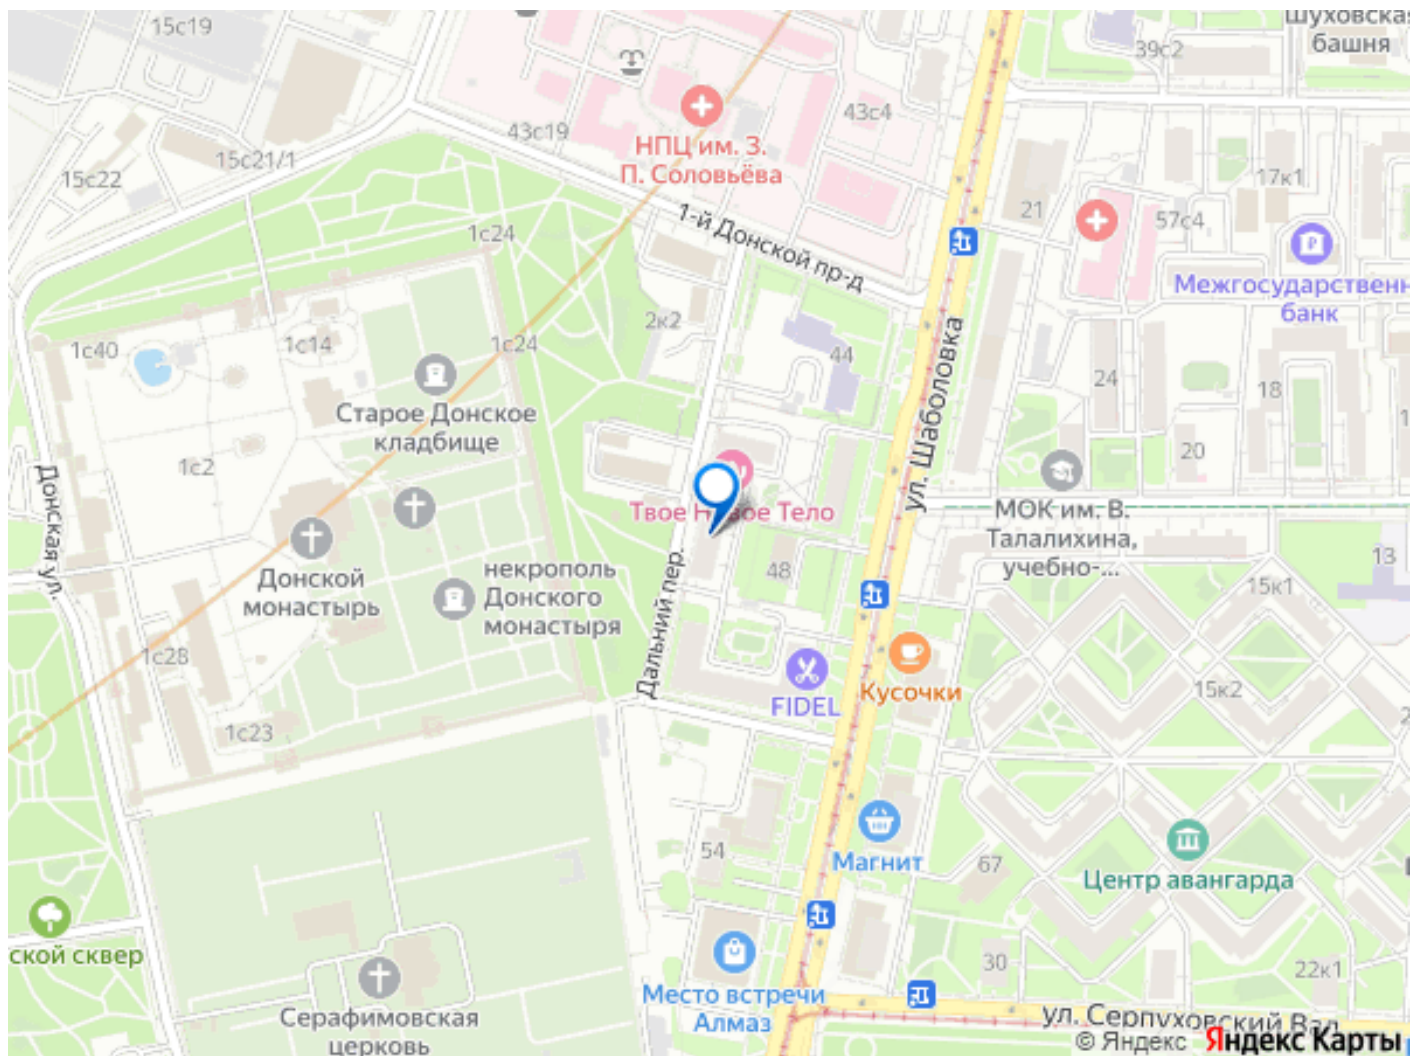 15с19
Шуховская
башня
39с2
43с4
43с19
НПЦ им. З.
П. Соловьёва
15с21/1
15с22
17к1
21
57с4
1с24
1-й Донской пр-д
Межгосударственн
банк
2к2
1с40
1с14
1с24
44
ул. Шаболовка
24
18
Старое Донское
кладбище
20
1с2
Донская ул.
Твое Новое Тело
МОК им. В.
Талалихина,
учебно-...
13
Донской
монастырь
некрополь
Донского
монастыря
Дальний пер.
48
15к1
1с28
FIDEL
Кусочки
15к2
1с23
54
Магнит
67
Центр авангарда
ской сквер
30
22к1
Место встречи
Алмаз
ул. Серпуховский Вал
Серафимовская
церковь
© Яндекс Яндекс Карты